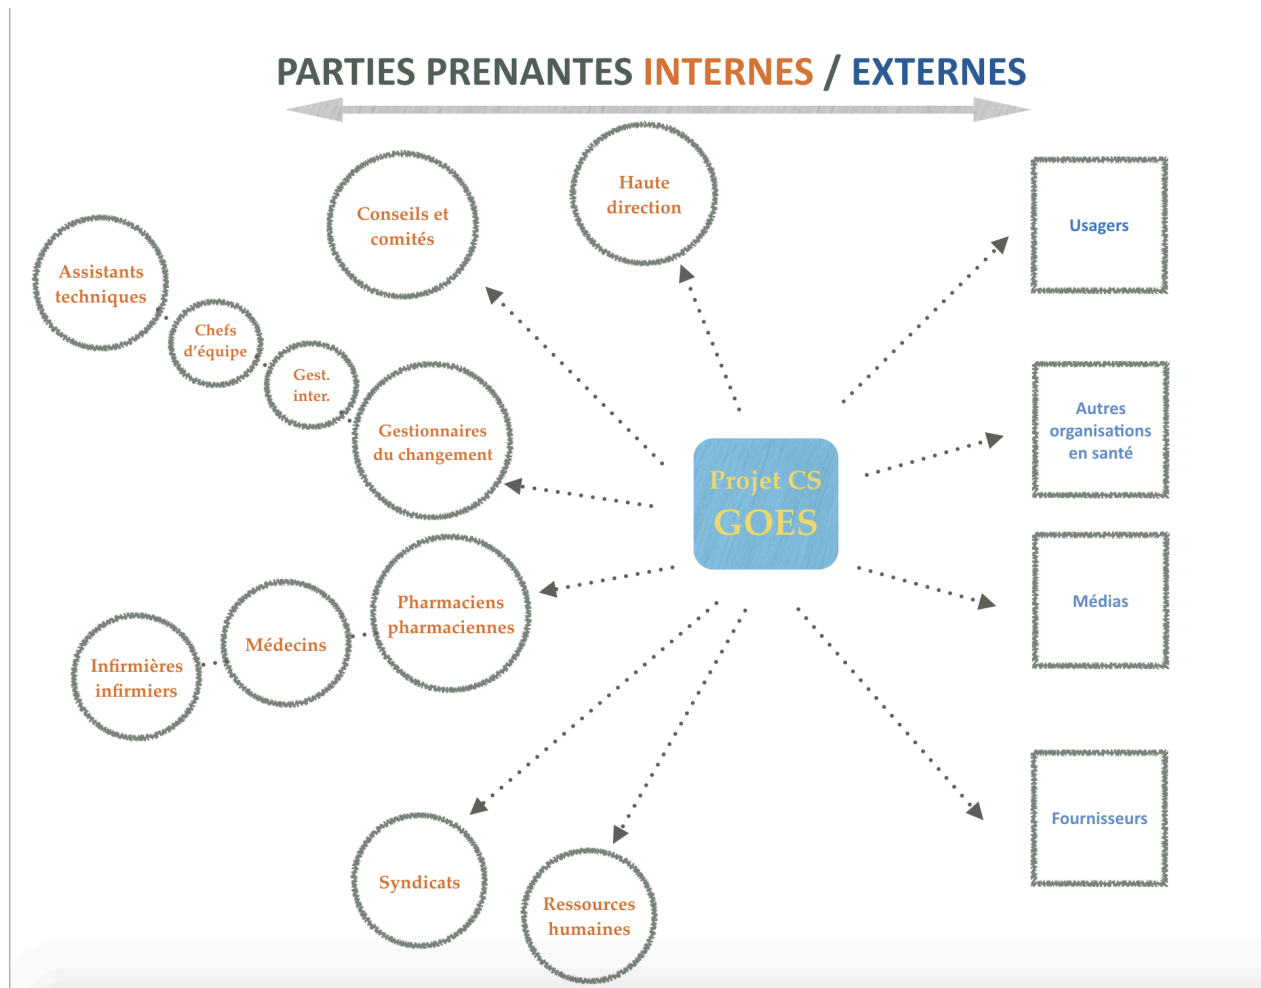 PARTIES PRENANTES INTERNES / EXTERNES
Haute
direction
Conseils et
comités
Assistants
techniques
Chefs
d'équipe
Gest.
inter.
Gestionnaires
du changement
Pharmaciens
pharmaciennes
Médecins
Infirmières
infirmiers
Syndicats
Ressources
humaines
Projet CS
GOES
Usagers
Autres
organisations
en santé
Médias
Fournisseurs